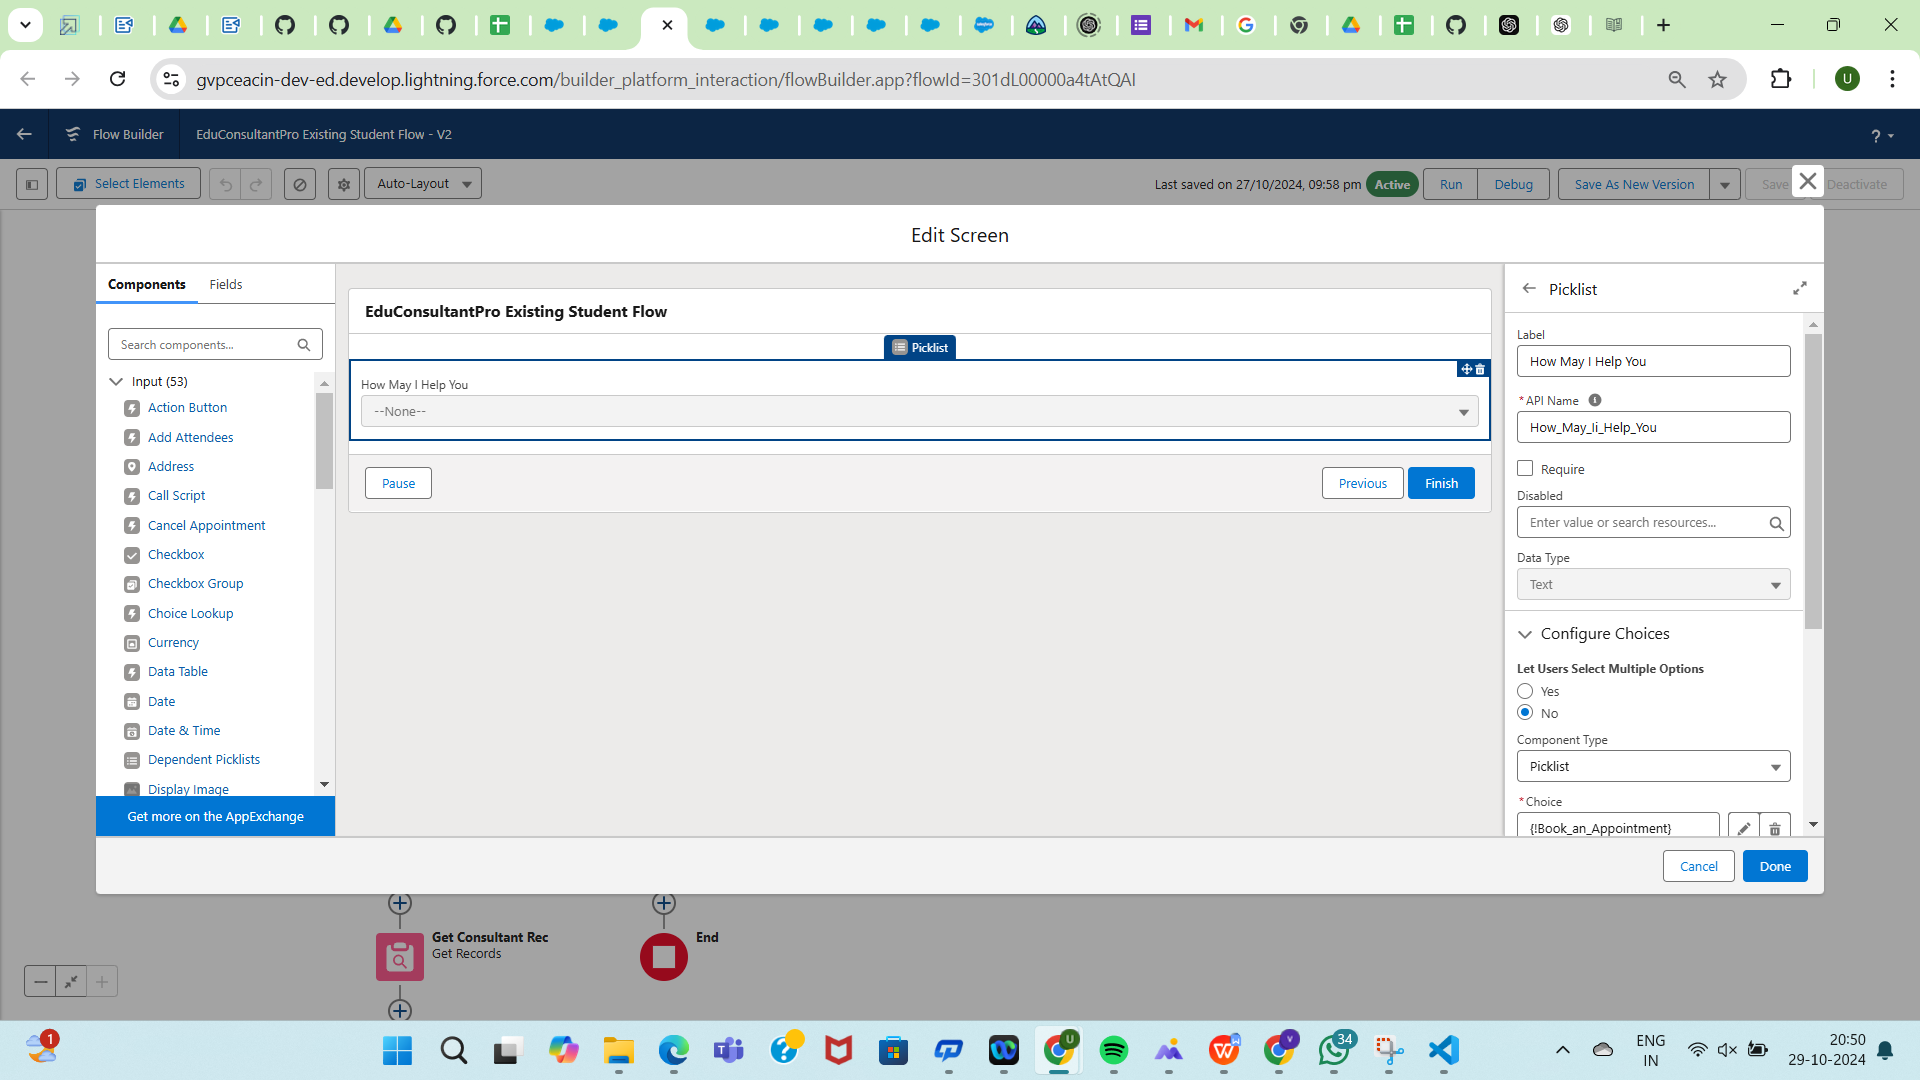 U
gvpceacin-dev-ed.develop.lightning.force.com/builder_platform_interaction/flowBuilder.app?flowId=301dL00000a4tAtQAI
Flow Builder
EduConsultantPro Existing Student Flow - V2
?
Select Elements
Auto-Layout
Last saved on 27/10/2024, 09:58 pm
Active
Run
Debug
Save As New Version
Save
Deactivate
Edit Screen
Components
Fields
Search components...
Input (53)
Action Button
Add Attendees
Address
Call Script
Cancel Appointment
Checkbox
Checkbox Group
Choice Lookup
Currency
Data Table
Date
Date & Time
Dependent Picklists
Display Image
Get more on the AppExchange
EduConsultantPro Existing Student Flow
Picklist
How May I Help You
--None--
Pause
Previous
Finish
Picklist
Label
How May I Help You
*API Name
How_May_Ii_Help_You
Require
Disabled
Enter value or search resources...
Data Type
Text
Configure Choices
Let Users Select Multiple Options
Yes
No
Component Type
Picklist
*Choice
{!Book_an_Appointment}
Cancel
Done
Get Consultant Rec
Get Records
End
1
U
V
34
ENG
IN
20:50
29-10-2024